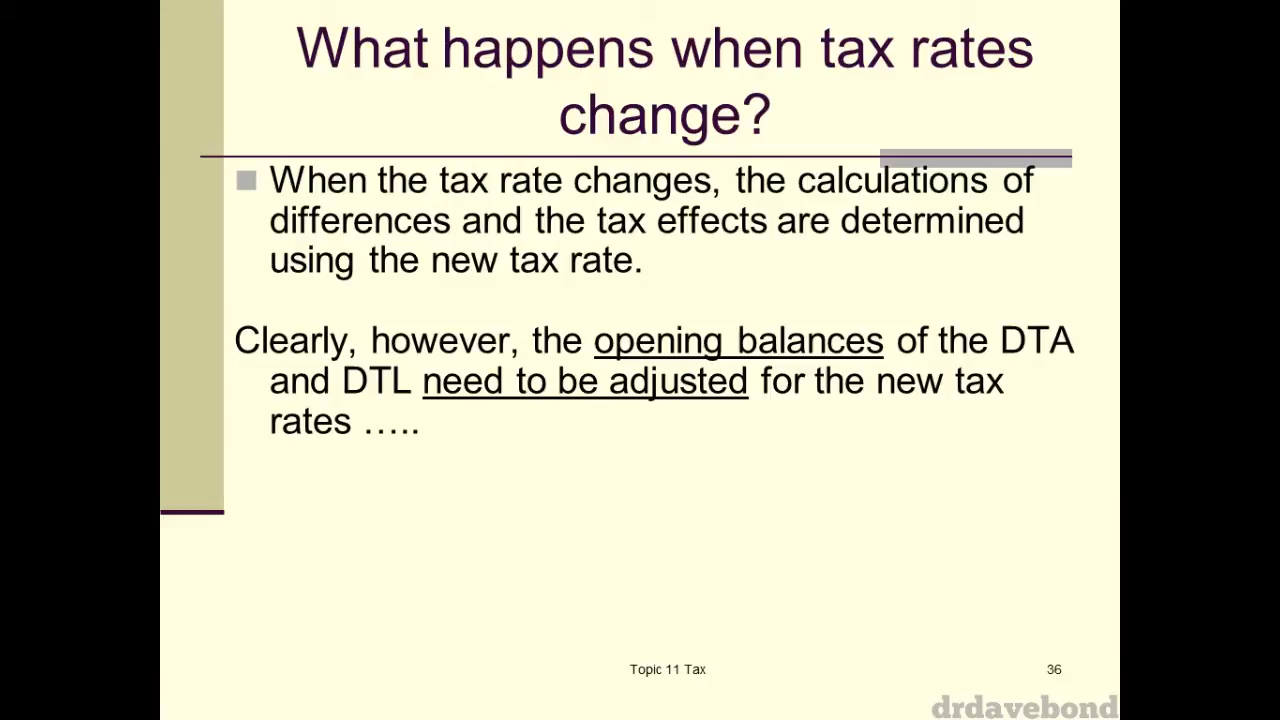 What happens when tax rates
change?
When the tax rate changes, the calculations of
differences and the tax effects are determined
using the new tax rate.
Clearly, however, the opening balances of the DTA
and DTL need to be adjusted for the new tax
rates …..
Topic 11 Tax
36
drdavebond